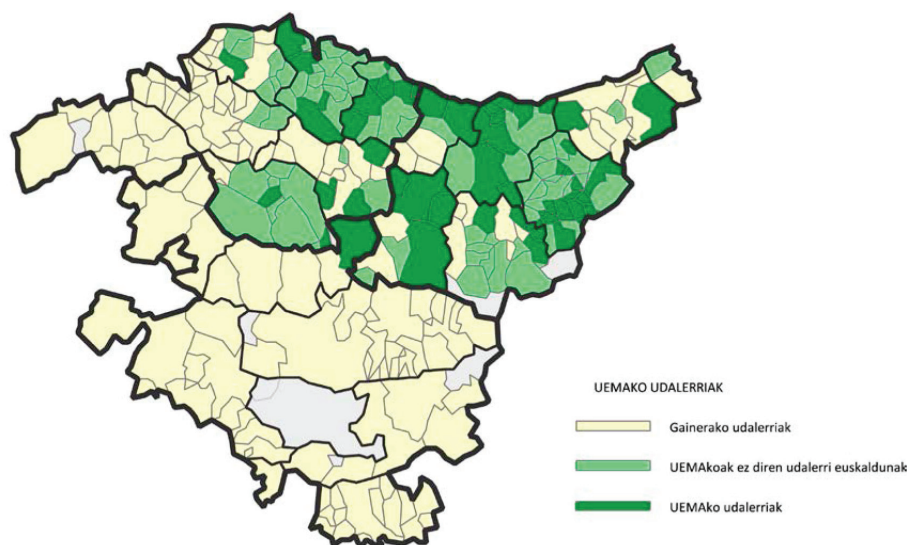 UEMAKO UDALERRIAK
Gainerako udalerriak
UEMAkoak ez diren udalerri euskaldunak
UEMAko udalerriak